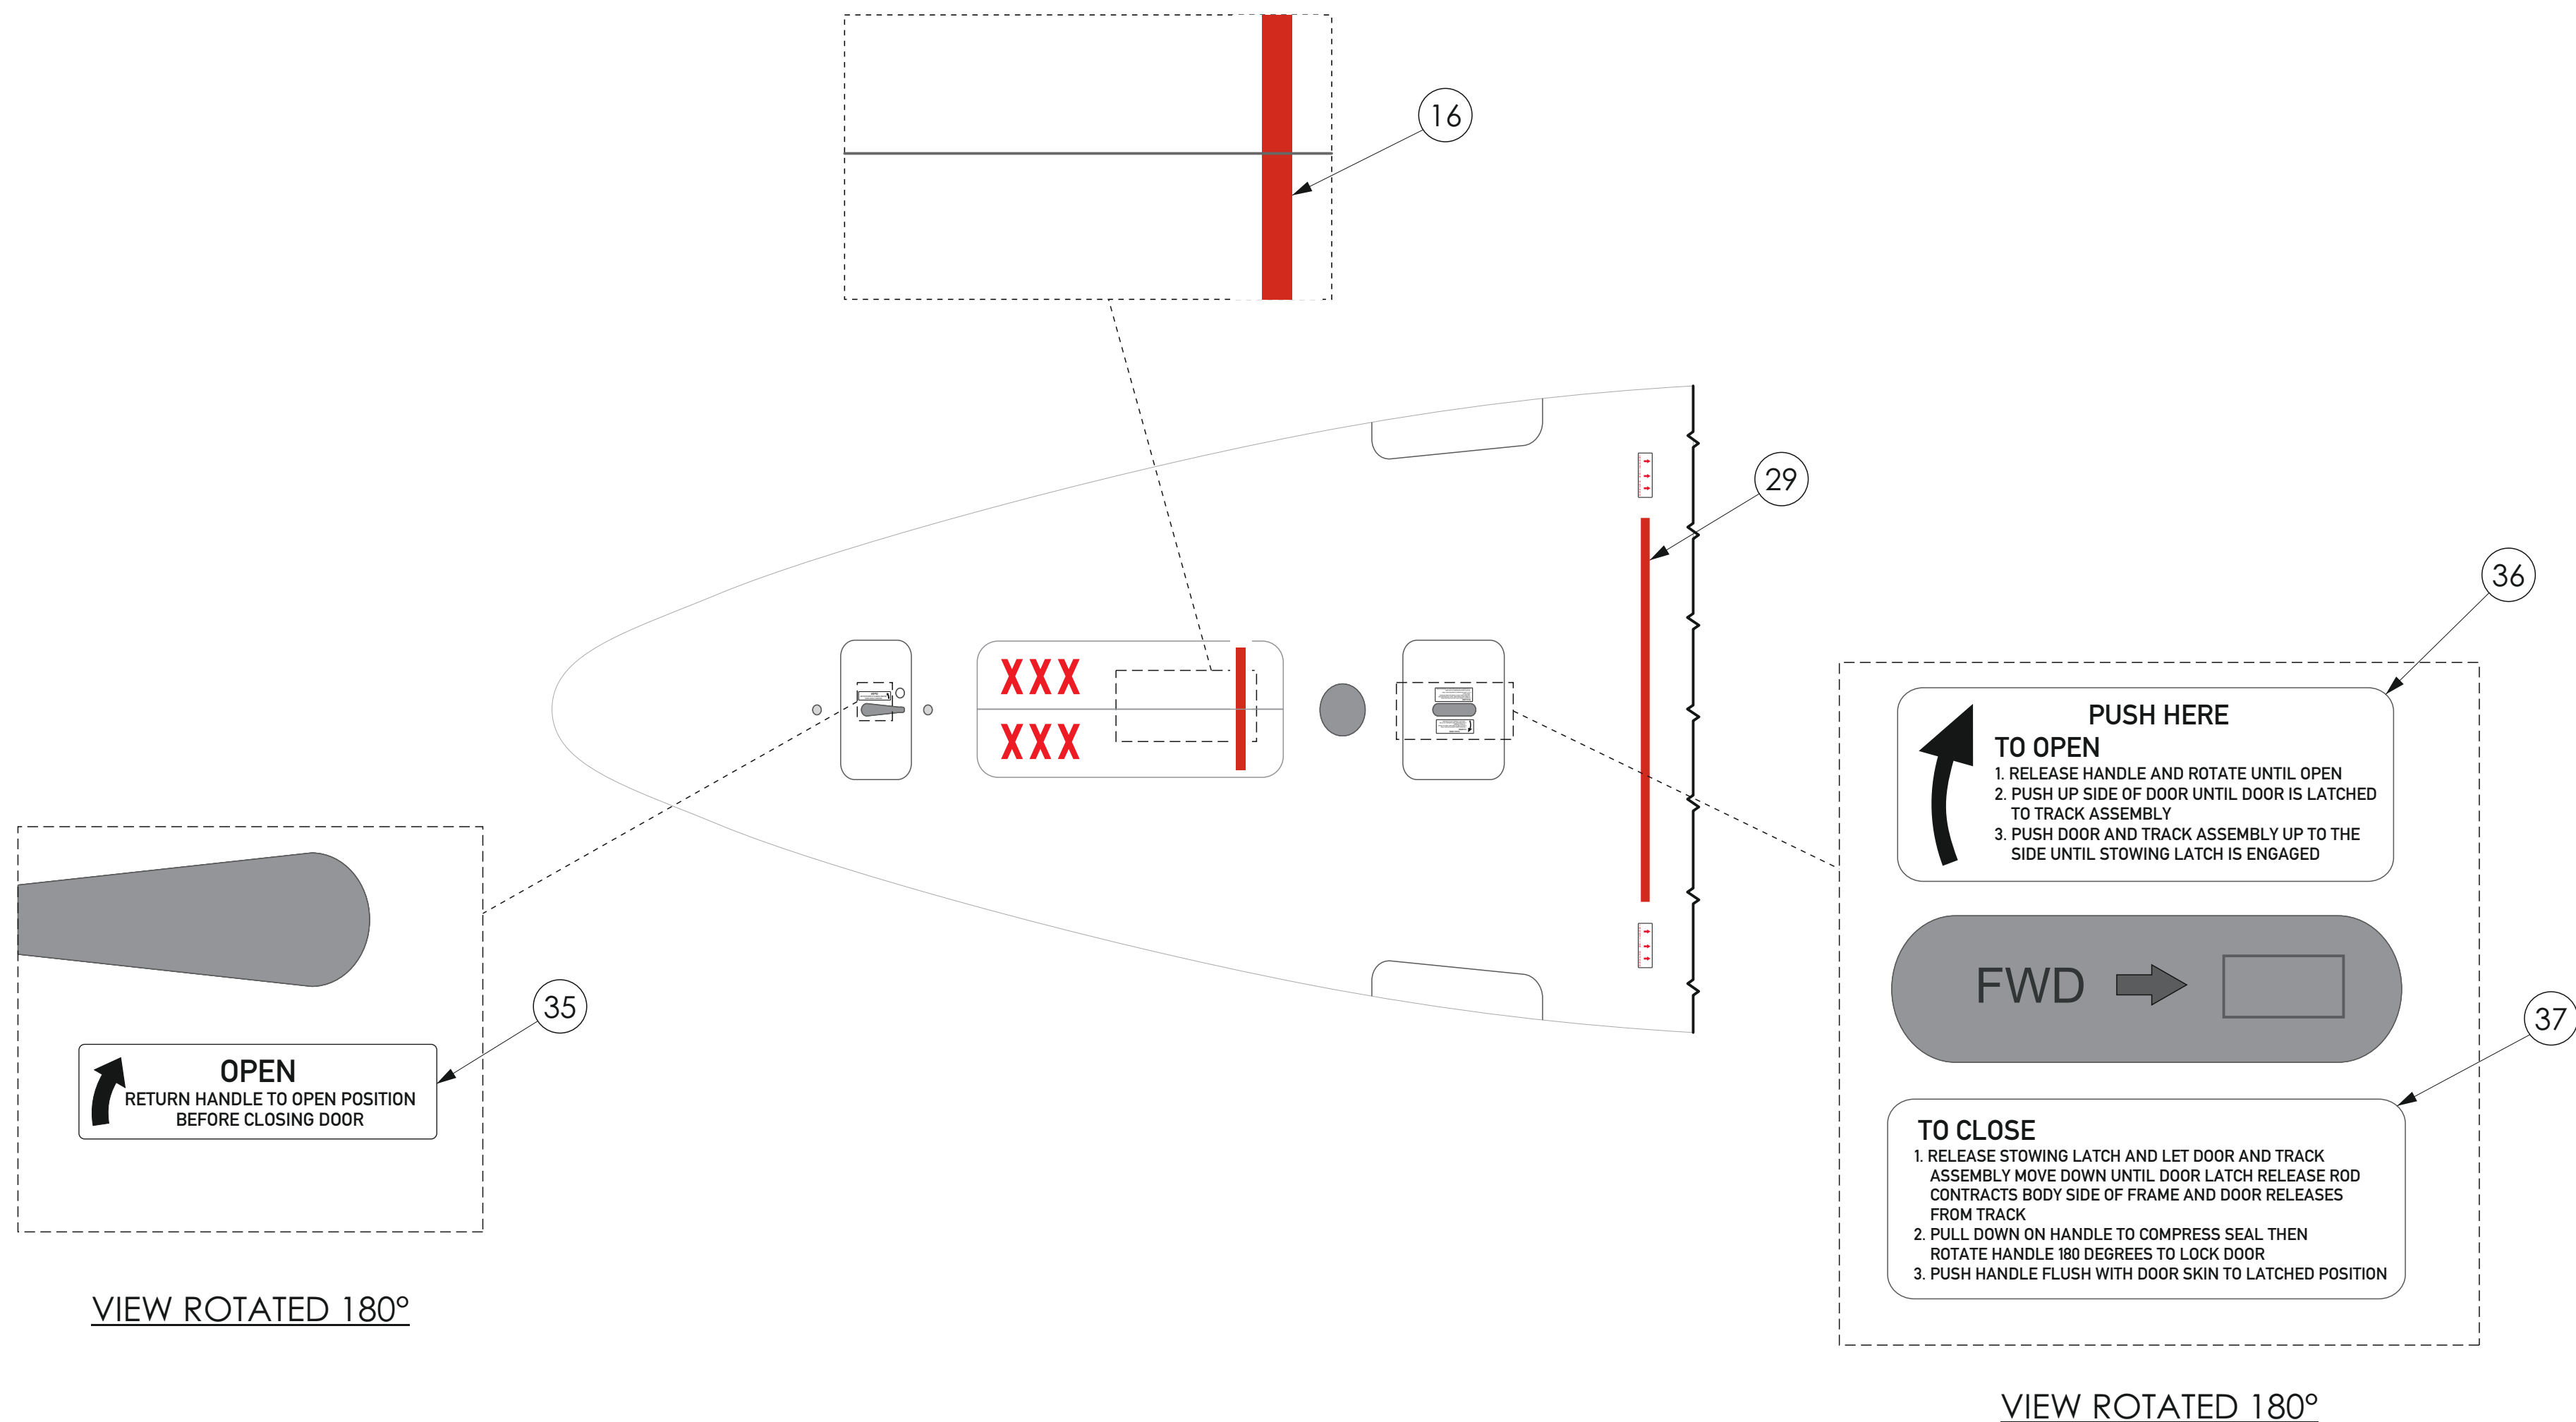 16
29
XXX
XXX
36
PUSH HERE
TO OPEN
1. RELEASE HANDLE AND ROTATE UNTIL OPEN
2. PUSH UP SIDE OF DOOR UNTIL DOOR IS LATCHED
TO TRACK ASSEMBLY
3. PUSH DOOR AND TRACK ASSEMBLY UP TO THE
SIDE UNTIL STOWING LATCH IS ENGAGED
FWD
37
TO CLOSE
1. RELEASE STOWING LATCH AND LET DOOR AND TRACK
ASSEMBLY MOVE DOWN UNTIL DOOR LATCH RELEASE ROD
CONTRACTS BODY SIDE OF FRAME AND DOOR RELEASES
FROM TRACK
2. PULL DOWN ON HANDLE TO COMPRESS SEAL THEN
ROTATE HANDLE 180 DEGREES TO LOCK DOOR
3. PUSH HANDLE FLUSH WITH DOOR SKIN TO LATCHED POSITION
VIEW ROTATED 180º
35
OPEN
RETURN HANDLE TO OPEN POSITION
BEFORE CLOSING DOOR
VIEW ROTATED 180º